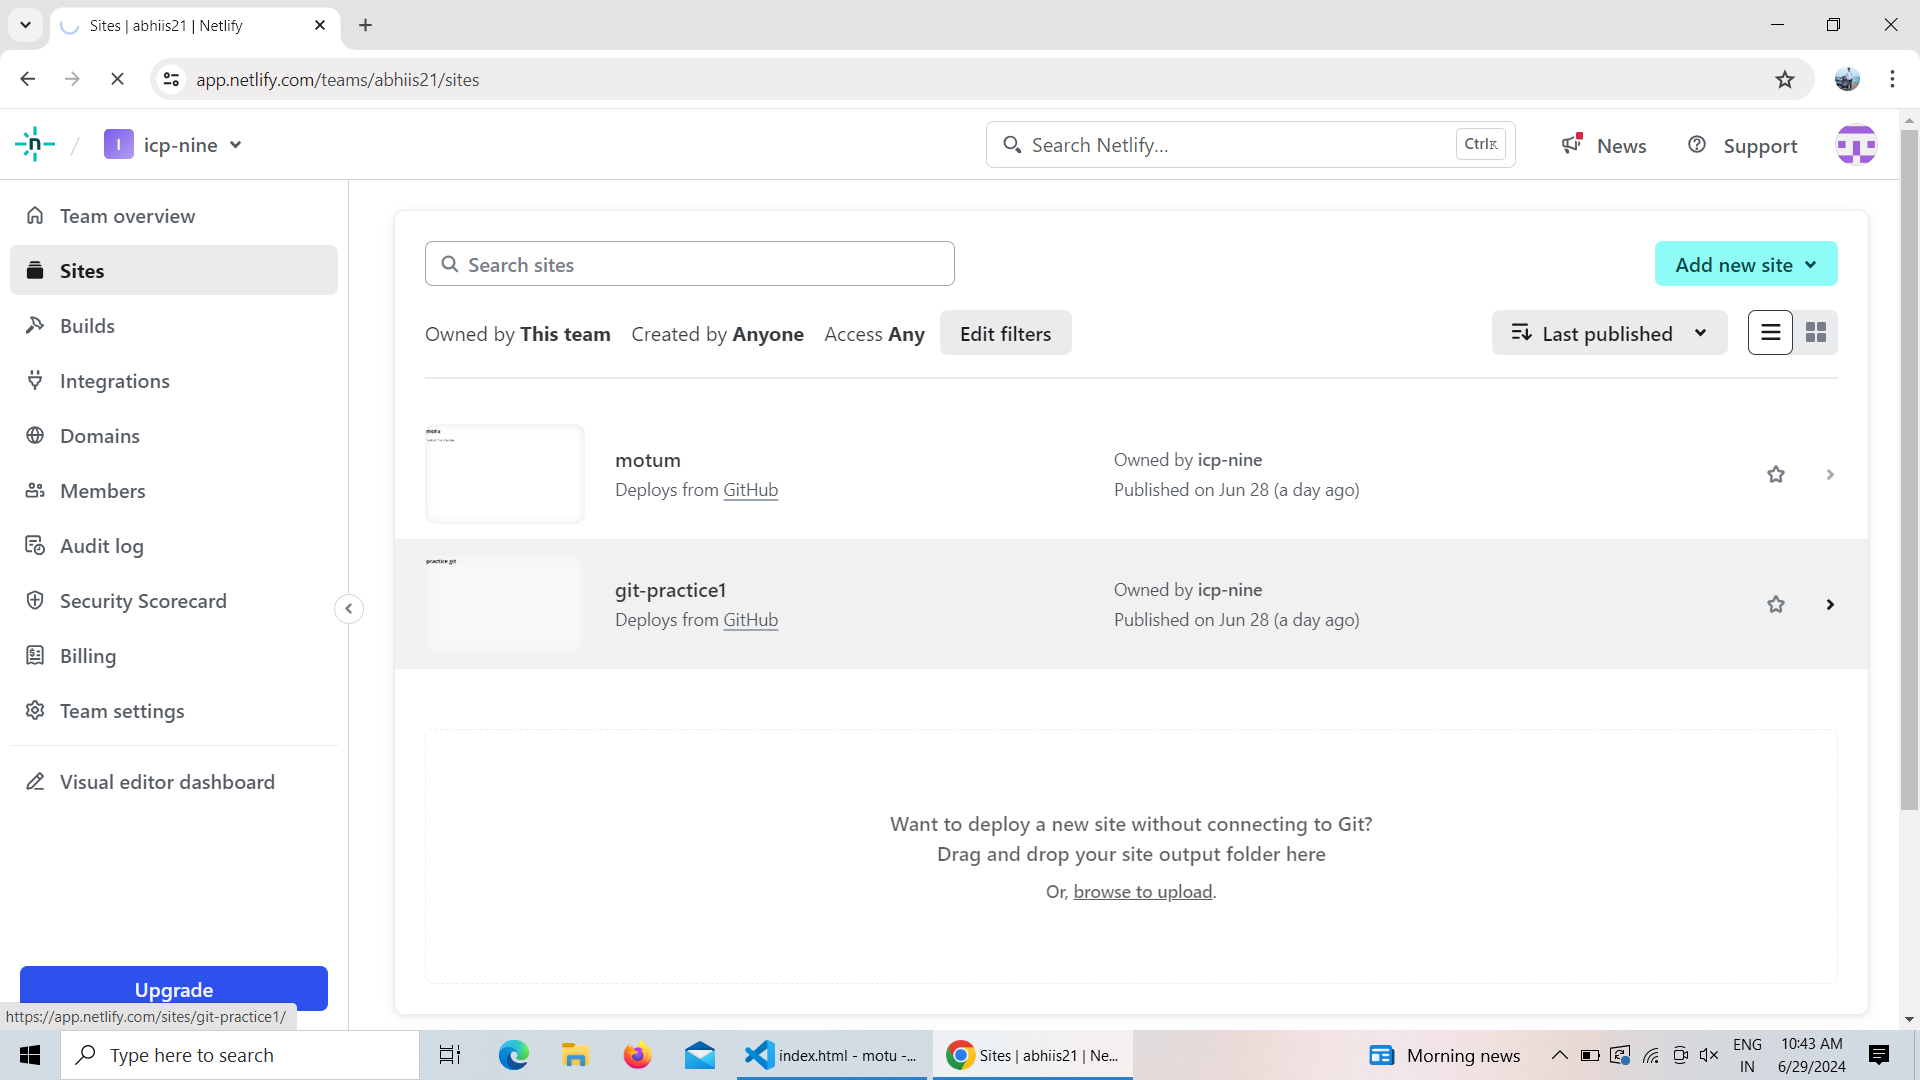 Sites | abhiis21 | Netlify
app.netlify.com/teams/abhiis21/sites
n
/
I
icp-nine
Search Netlify...
Ctrl K
News
Support
Team overview
Sites
Builds
Integrations
Domains
Members
Audit log
Security Scorecard
Billing
Team settings
Visual editor dashboard
Upgrade
https://app.netlify.com/sites/git-practice1/
Search sites
Add new site
Owned by This team Created by Anyone Access Any Edit filters
Last published
motu
motum
Deploys from GitHub
Owned by icp-nine
Published on Jun 28 (a day ago)
practice git
git-practice1
Deploys from GitHub
Owned by icp-nine
Published on Jun 28 (a day ago)
Want to deploy a new site without connecting to Git?
Drag and drop your site output folder here
Or, browse to upload.
Type here to search
index.html - motu -...
Sites | abhiis21 | Ne...
Morning news
ENG
IN
10:43 AM
6/29/2024